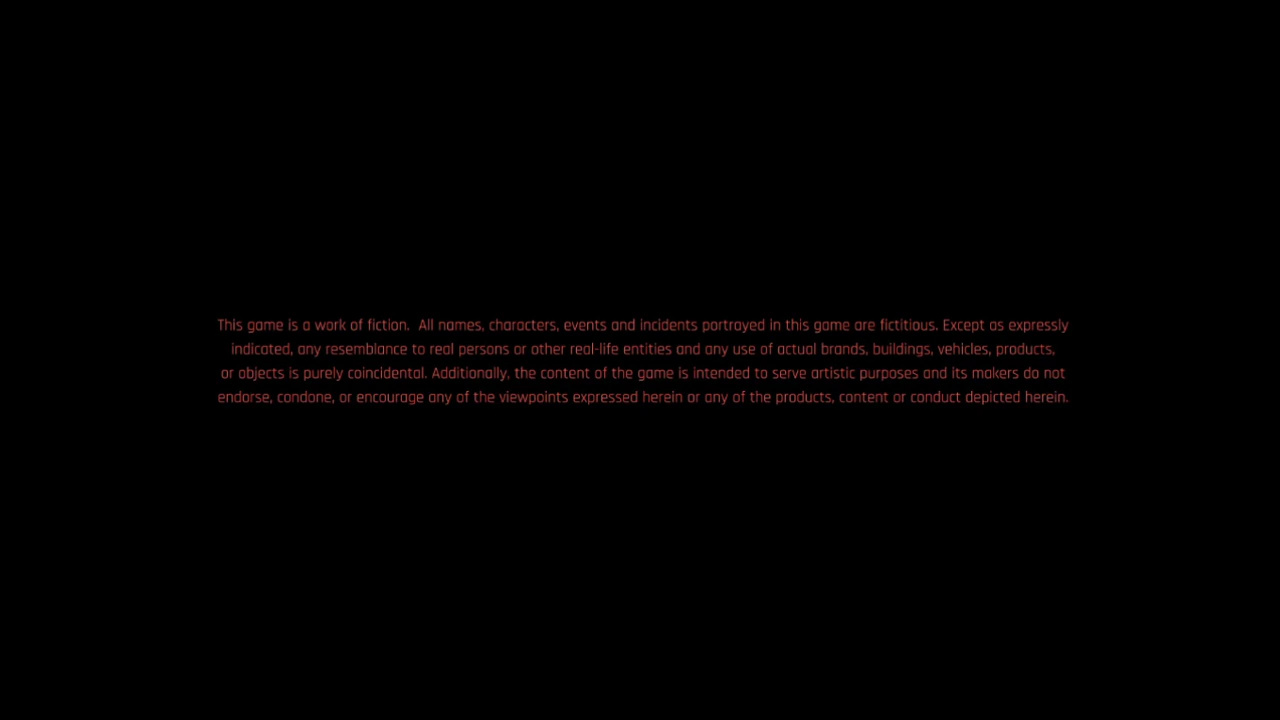 This game is a work of fiction.  All names, characters, events and incidents portrayed in this game are fictitious. Except as expressly
indicated, any resemblance to real persons or other real-life entities and any use of actual brands, buildings, vehicles, products,
or objects is purely coincidental. Additionally, the content of the game is intended to serve artistic purposes and its makers do not
endorse, condone, or encourage any of the viewpoints expressed herein or any of the products, content or conduct depicted herein.